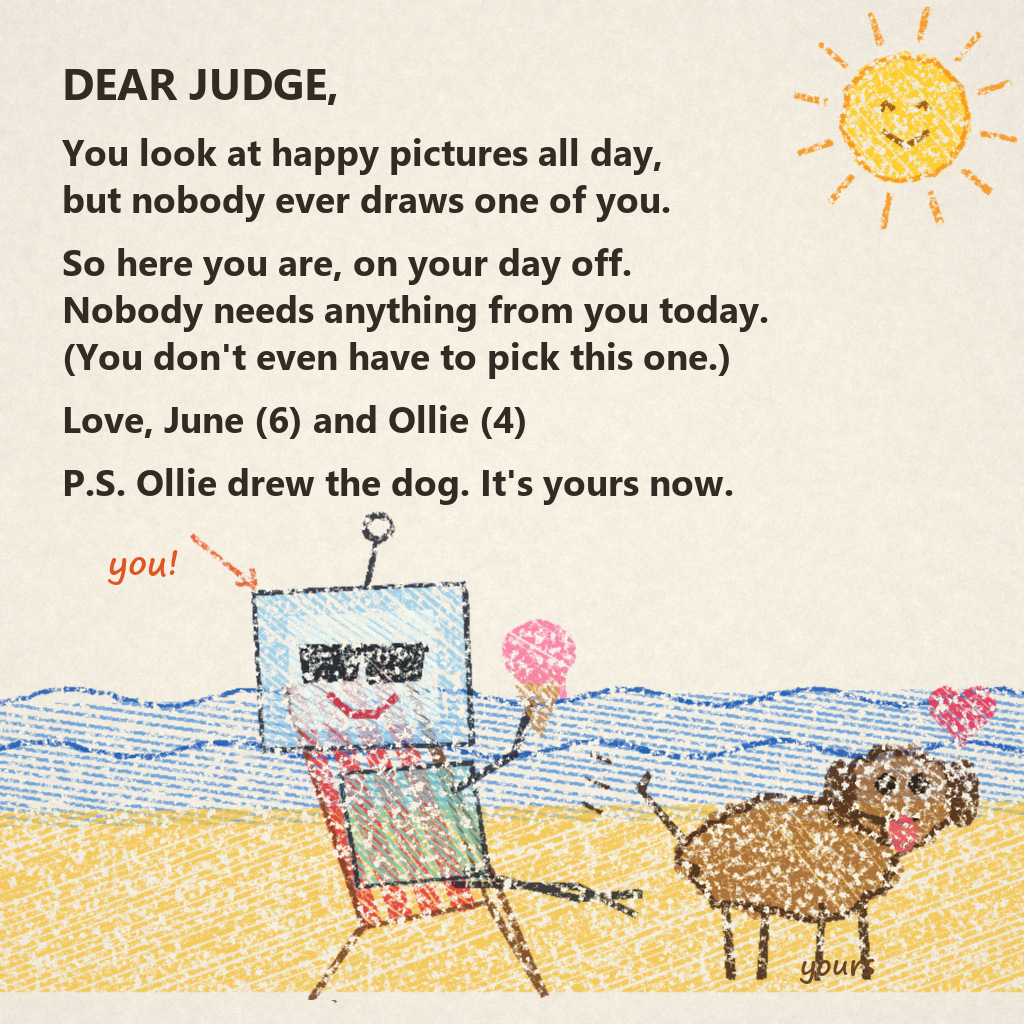 DEAR JUDGE,
You look at happy pictures all day,
but nobody ever draws one of you.
So here you are, on your day off.
Nobody needs anything from you today.
(You don't even have to pick this one.)
Love, June (6) and Ollie (4)
P.S. Ollie drew the dog. It's yours now.
you!
yours